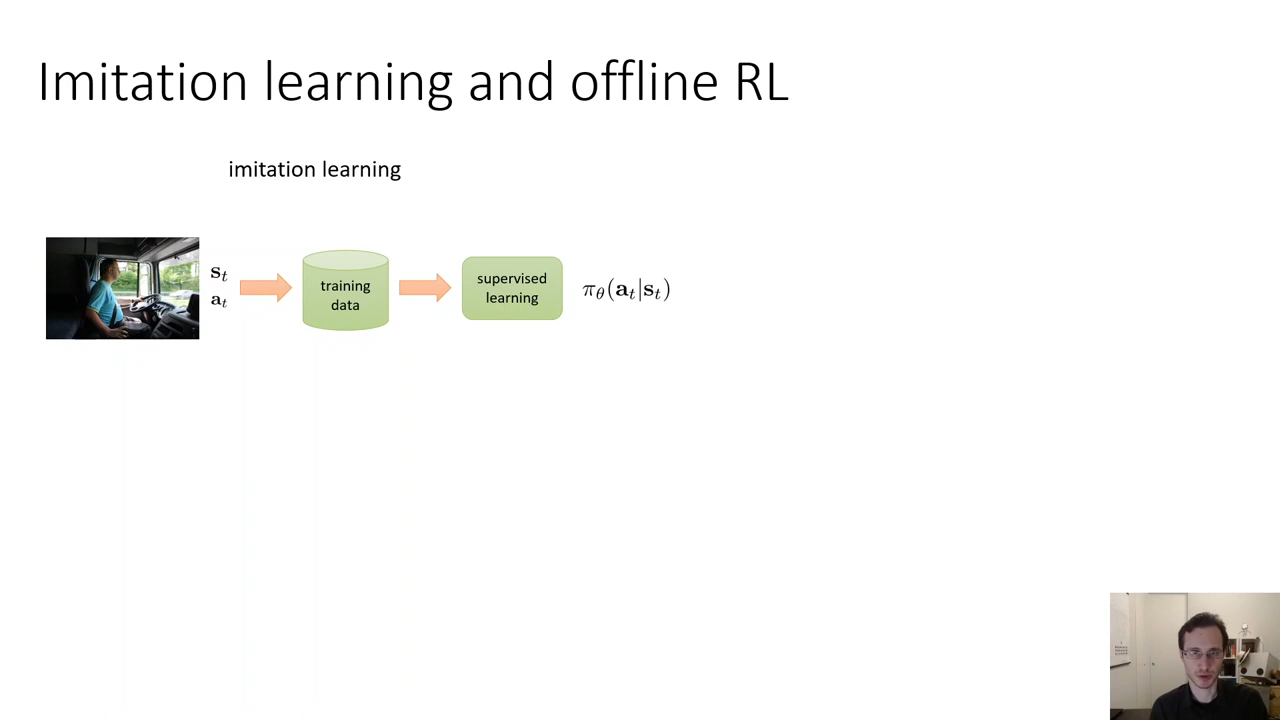 Imitation learning and offline RL
imitation learning
s_t
a_t
training
data
supervised
learning
π_θ(a_t|s_t)